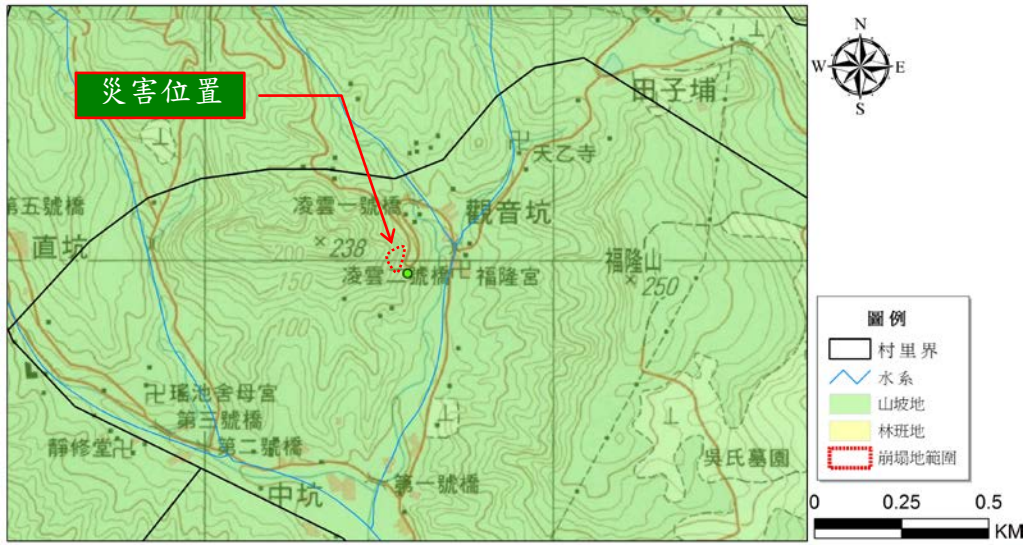 災害位置
田子埔
天乙寺
第五號橋
凌雲一號橋
觀音坑
直坑
238
200
150
凌雲二號橋
福隆宮
福隆山
250
100
瑤池舍母宮
第三號橋
靜修堂
第二號橋
吳氏墓園
中坑
第一號橋
N
W
E
S
圖例
村里界
水系
山坡地
林班地
崩塌地範圍
0 0.25 0.5
KM